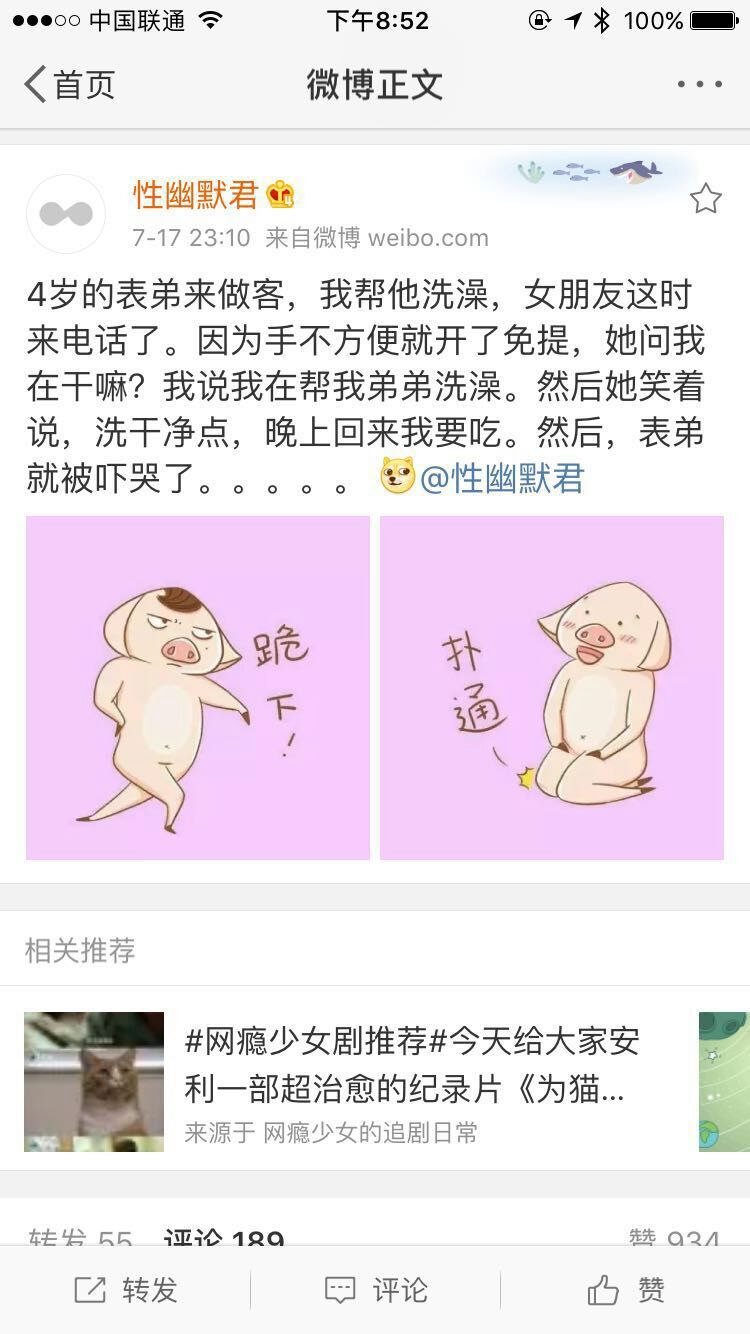 中国联通
下午8:52
100%
首页
微博正文
性幽默君
7-17 23:10 来自微博 weibo.com
4岁的表弟来做客，我帮他洗澡，女朋友这时
来电话了。因为手不方便就开了免提，她问我
在干嘛？我说我在帮我弟弟洗澡。然后她笑着
说，洗干净点，晚上回来我要吃。然后，表弟
就被吓哭了。。。。。@性幽默君
跪
下
！
扑
通
相关推荐
#网瘾少女剧推荐#今天给大家安
利一部超治愈的纪录片《为猫...
来源于 网瘾少女的追剧日常
转发 55 评论 189
赞 934
转发
评论
赞